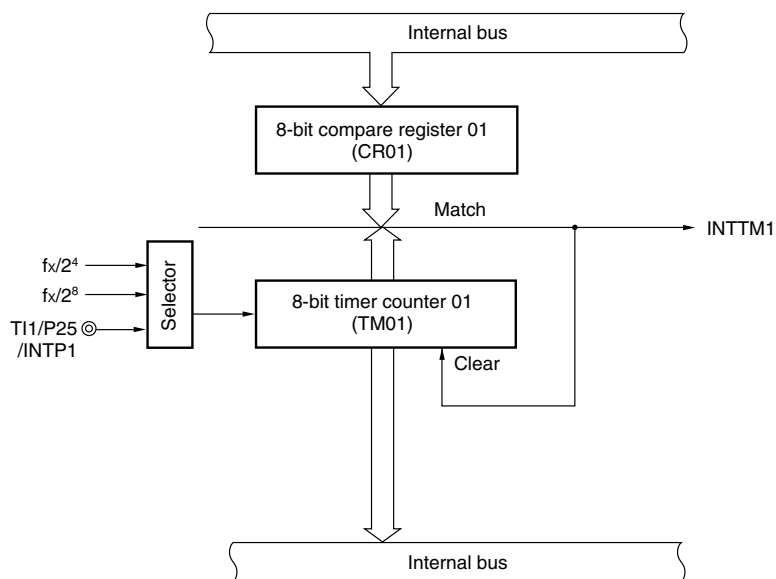 Internal bus
8-bit compare register 01
(CR01)
Match
INTTM1
fx/2⁴
fx/2⁸
TI1/P25
/INTP1
Selector
8-bit timer counter 01
(TM01)
Clear
Internal bus